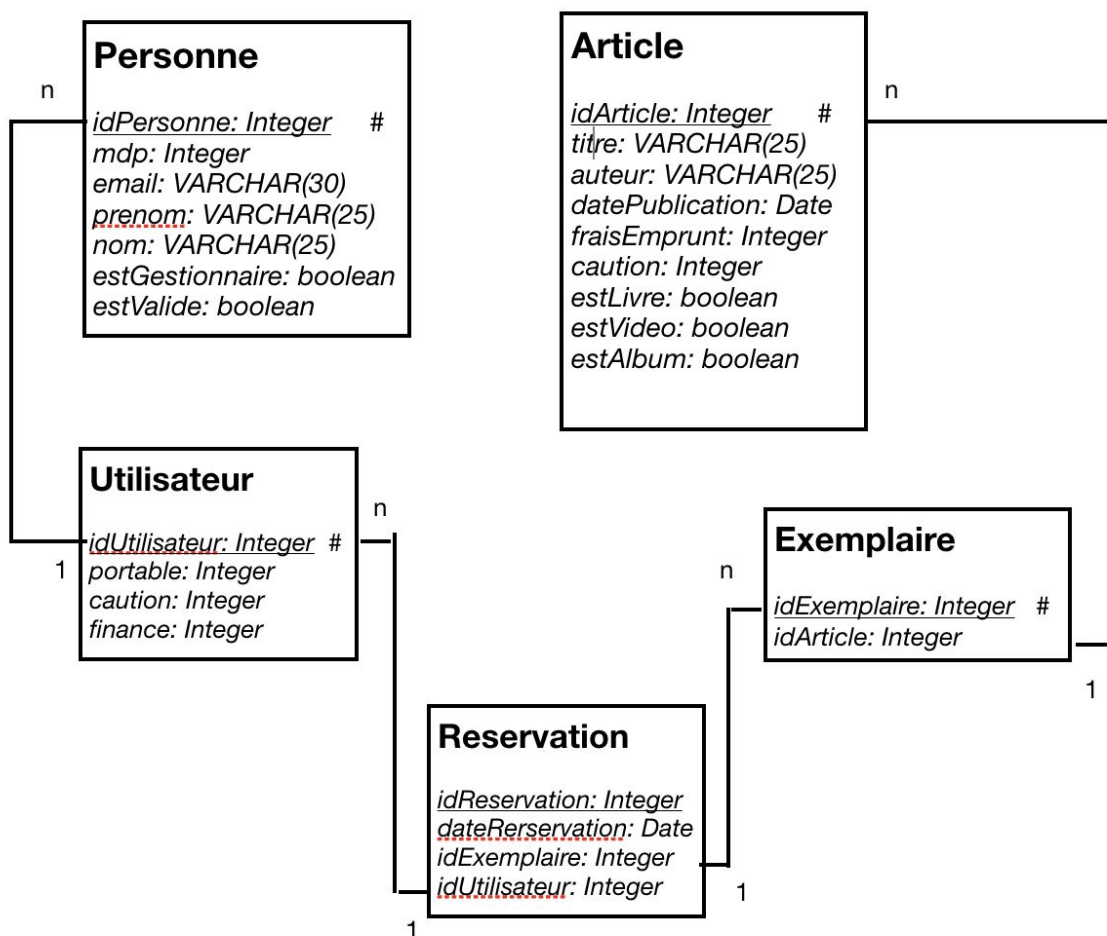 Personne
n
idPersonne: Integer #
mdp: Integer
email: VARCHAR(30)
prenom: VARCHAR(25)
nom: VARCHAR(25)
estGestionnaire: boolean
estValide: boolean
Article
n
idArticle: Integer #
titre: VARCHAR(25)
auteur: VARCHAR(25)
datePublication: Date
fraisEmprunt: Integer
caution: Integer
estLivre: boolean
estVideo: boolean
estAlbum: boolean
Utilisateur
n
idUtilisateur: Integer #
1
portable: Integer
caution: Integer
finance: Integer
Exemplaire
n
idExemplaire: Integer #
idArticle: Integer
1
Reservation
idReservation: Integer
dateRerservation: Date
idExemplaire: Integer
idUtilisateur: Integer
1
1